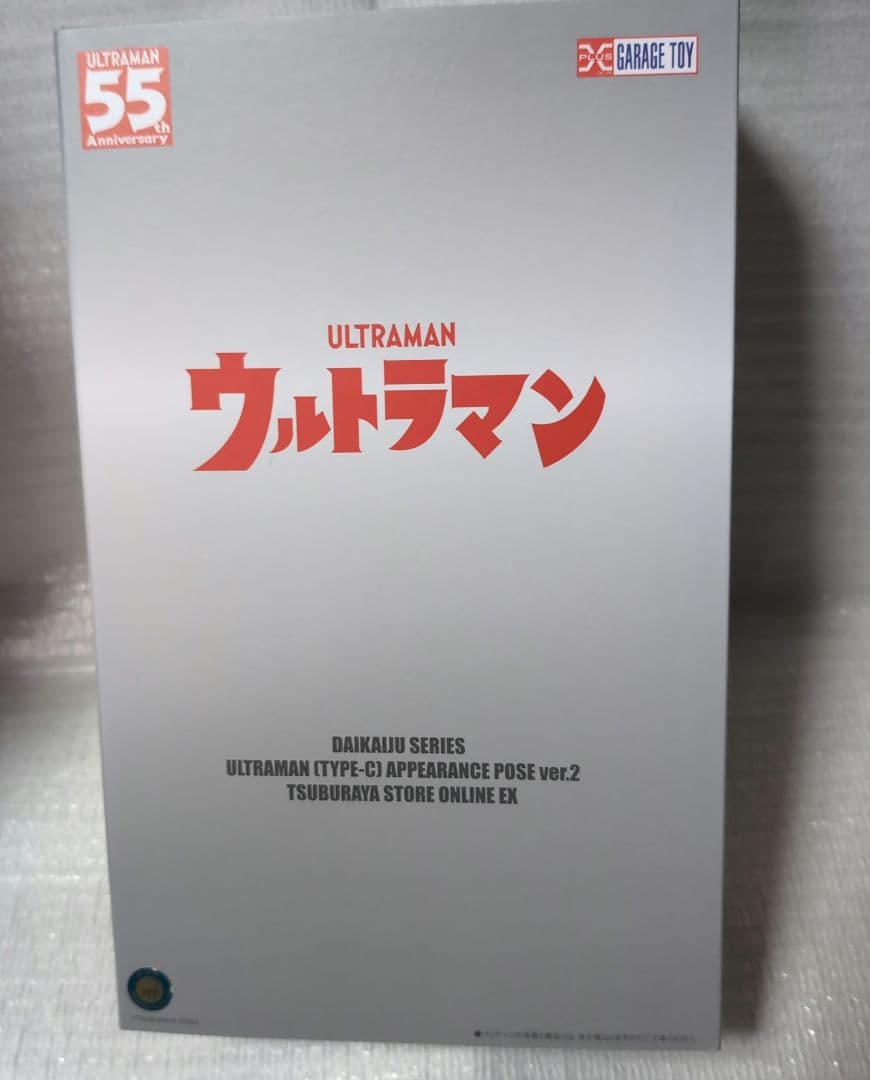 ULTRAMAN
55th
Anniversary
X PLUS
GARAGE TOY
ULTRAMAN
ウルトラマン
DAIKAIJU SERIES
ULTRAMAN (TYPE-C) APPEARANCE POSE ver.2
TSUBURAYA STORE ONLINE EX